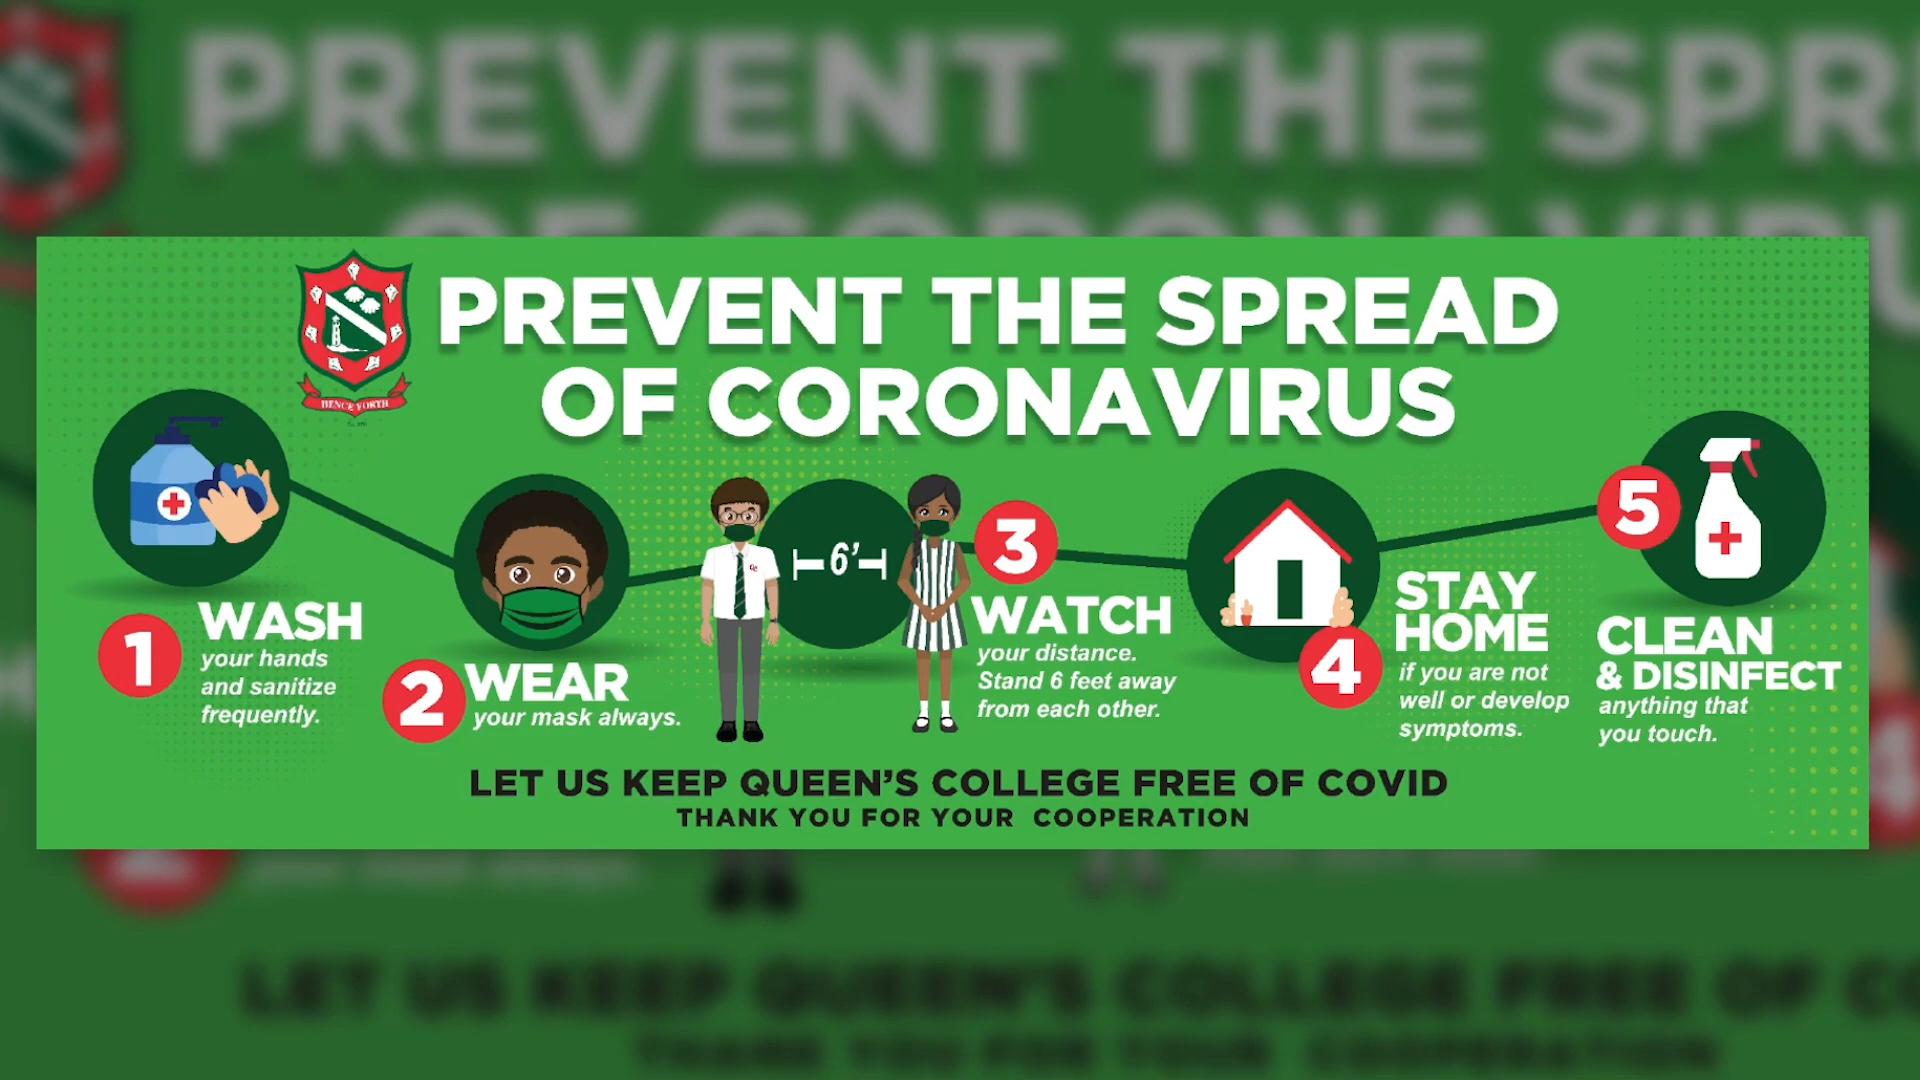 PREVENT THE SPREAD
OF CORONAVIRUS
HENCE FORTH
1
WASH
your hands
and sanitize
frequently.
2
WEAR
your mask always.
6'
3
WATCH
your distance.
Stand 6 feet away
from each other.
4
STAY
HOME
if you are not
well or develop
symptoms.
5
CLEAN
& DISINFECT
anything that
you touch.
LET US KEEP QUEEN'S COLLEGE FREE OF COVID
THANK YOU FOR YOUR COOPERATION